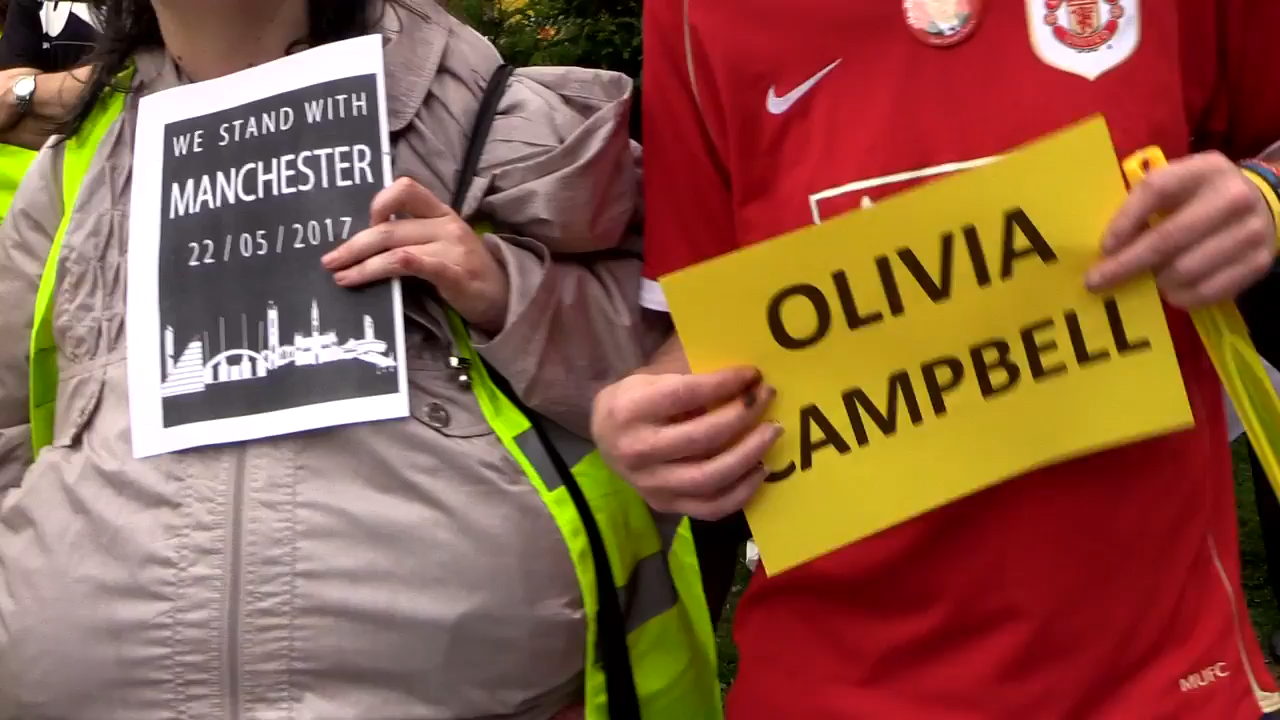 WE STAND WITH
MANCHESTER
22/05/2017
OLIVIA
CAMPBELL
MUFC